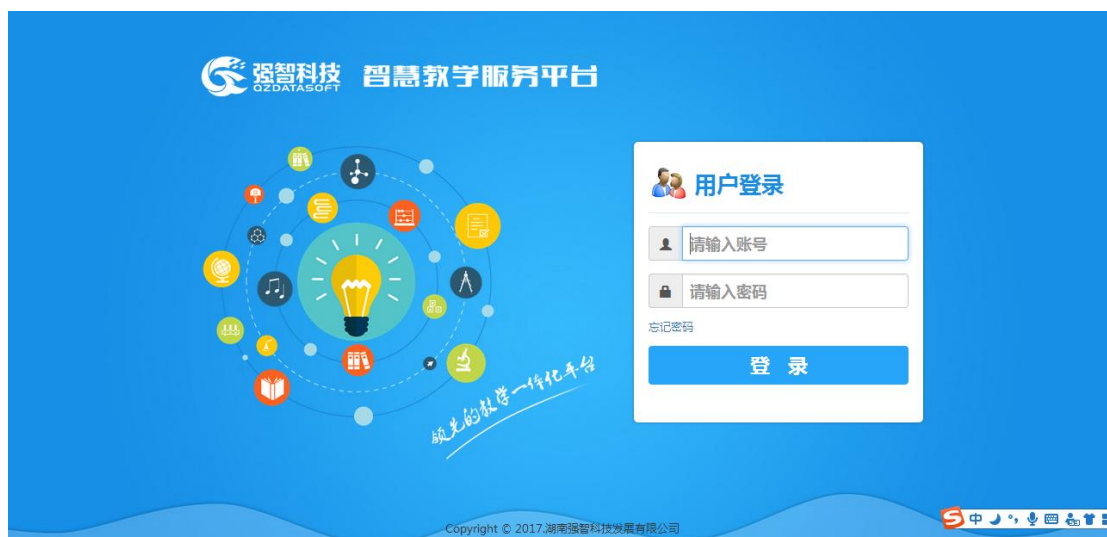 强智科技 智慧教学服务平台
QZDATASOFT
用户登录
请输入账号
请输入密码
忘记密码
登 录
领先的教学一体化平台
Copyright © 2017.湖南强智科技发展有限公司
S中